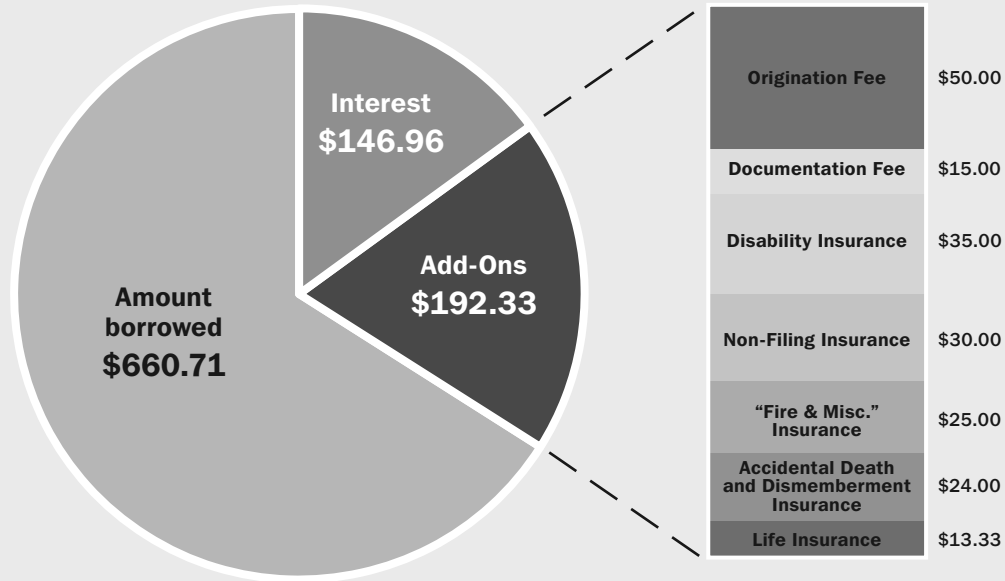 Interest
$146.96
Add-Ons
$192.33
Amount
borrowed
$660.71
Origination Fee $50.00
Documentation Fee $15.00
Disability Insurance $35.00
Non-Filing Insurance $30.00
“Fire & Misc.”
Insurance $25.00
Accidental Death
and Dismemberment $24.00
Insurance
Life Insurance $13.33